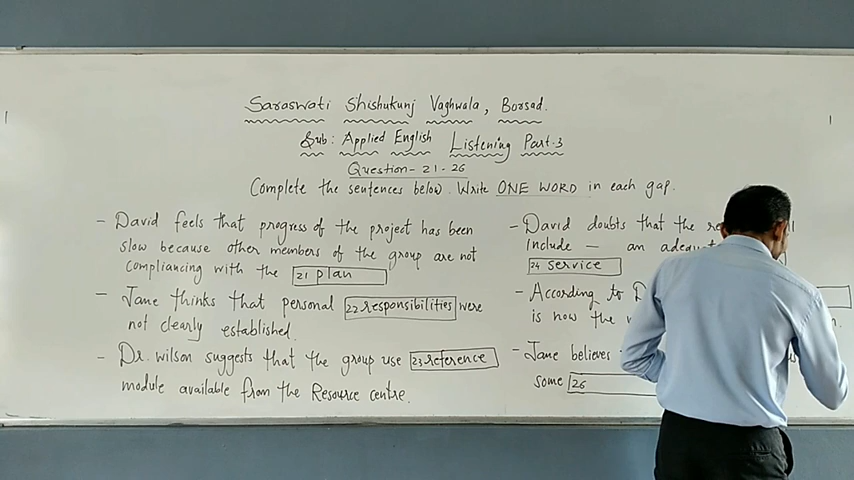 Saraswati Shishukunj Vaghwala, Borsad.
Sub: Applied English Listening Part-3
Question-21-26
Complete the sentences below. Write ONE WORD in each gap.
- David feels that progress of the project has been
slow because other members of the group are not
compliancing with the 21 plan
- Jane thinks that personal 22 responsibilities were
not clearly established.
- Dr. wilson suggests that the group use 23 reference
module available from the Resource centre.
- David doubts that the
include — an
24 service
- According to
is now the
- Jane believes
some 26